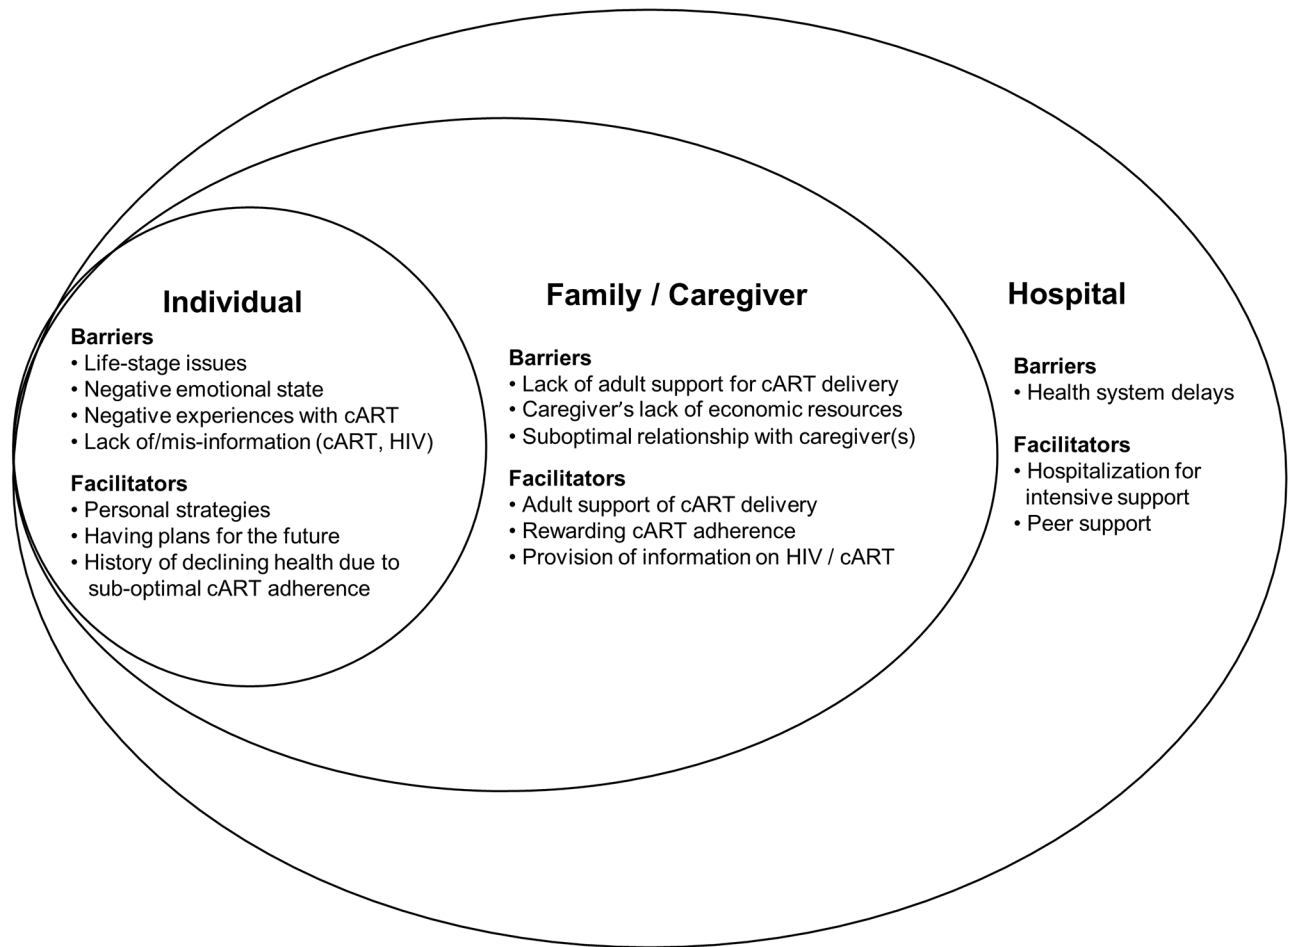 Individual
Barriers
• Life-stage issues
• Negative emotional state
• Negative experiences with cART
• Lack of/mis-information (cART, HIV)
Facilitators
• Personal strategies
• Having plans for the future
• History of declining health due to
sub-optimal cART adherence
Family / Caregiver
Barriers
• Lack of adult support for cART delivery
• Caregiver's lack of economic resources
• Suboptimal relationship with caregiver(s)
Facilitators
• Adult support of cART delivery
• Rewarding cART adherence
• Provision of information on HIV / cART
Hospital
Barriers
• Health system delays
Facilitators
• Hospitalization for
intensive support
• Peer support